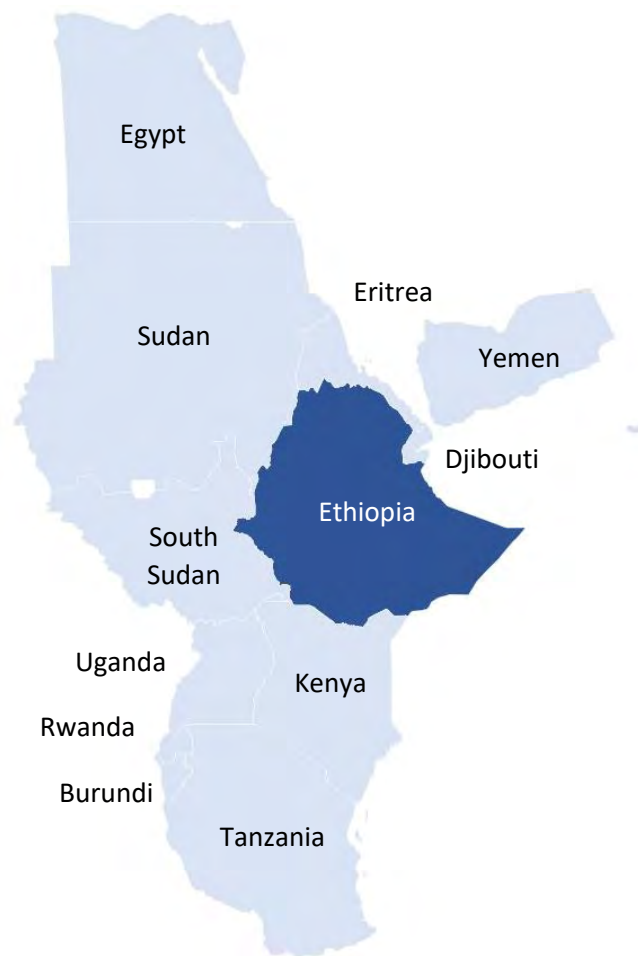 Egypt
Eritrea
Sudan
Yemen
Djibouti
Ethiopia
South
Sudan
Uganda
Kenya
Rwanda
Burundi
Tanzania